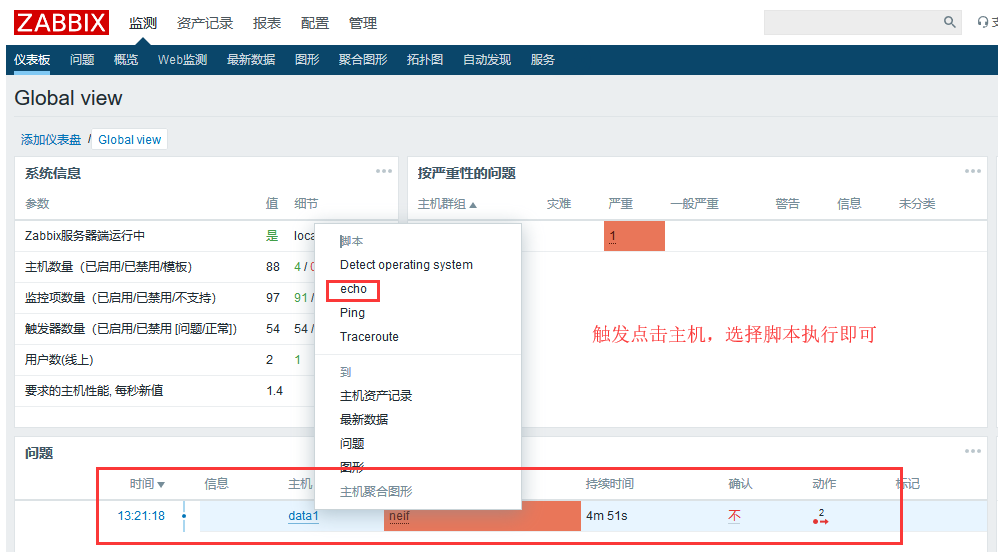 ZABBIX 监测 资产记录 报表 配置 管理
仪表板 问题 概览 Web监测 最新数据 图形 聚合图形 拓扑图 自动发现 服务
Global view
添加仪表盘 / Global view
系统信息
参数 值 细节
Zabbix服务器端运行中 是 loca
主机数量（已启用/已禁用/模板） 88 4 / 0
监控项数量（已启用/已禁用/不支持） 97 91 /
触发器数量（已启用/已禁用 [问题/正常]） 54 54 /
用户数(线上) 2 1
要求的主机性能, 每秒新值 1.4
按严重性的问题
主机群组 灾难 严重 一般严重 警告 信息 未分类
1
脚本
Detect operating system
echo
Ping
Traceroute
到
主机资产记录
最新数据
问题
图形
主机聚合图形
触发点击主机，选择脚本执行即可
问题
时间 信息 主机 持续时间 确认 动作 标记
13:21:18 data1 neif 4m 51s 不 2